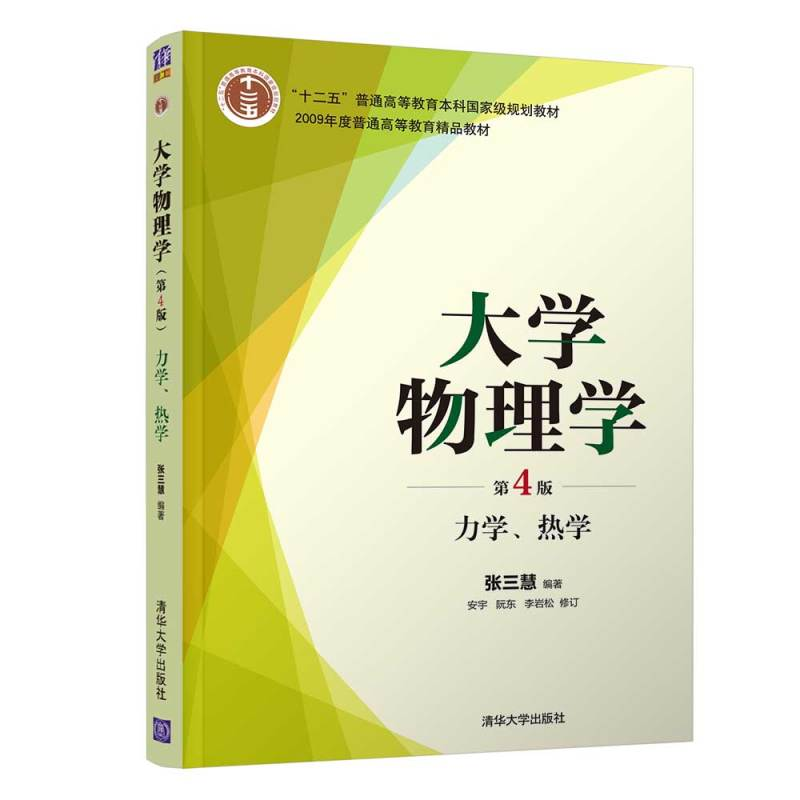 “十二五”普通高等教育本科国家级规划教材
2009年度普通高等教育精品教材
大学
物理学
第4版
力学、热学
张三慧 编著
安宇 阮东 李岩松 修订
清华大学出版社
大学物理学(第4版) 力学、热学
张三慧 编著
清华大学出版社
十二五